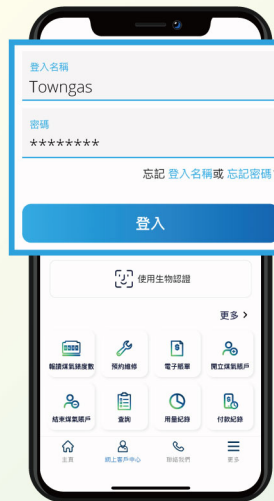 登入名稱
Towngas
密碼
********
忘記 登入名稱或 忘記密碼
登入
使用生物認證
更多 >
報讀煤氣錶度數 預約維修 電子賬單 開立煤氣賬戶
結束煤氣賬戶 查詢 用量紀錄 付款紀錄
主頁 網上客戶中心 聯絡我們 更多